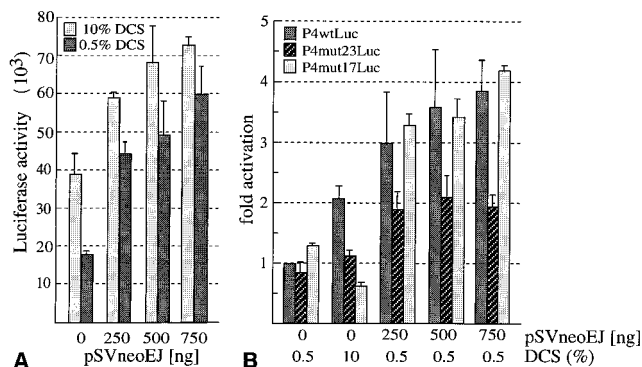 80
70
60
50
40
30
20
10
Luciferase activity (10³)
10% DCS
0.5% DCS
0 250 500 750
pSVneoEJ [ng]
A
5
4
3
2
1
fold activation
P4wtLuc
P4mut23Luc
P4mut17Luc
0 0 250 500 750 pSVneoEJ [ng]
0.5 10 0.5 0.5 0.5 DCS (%)
B